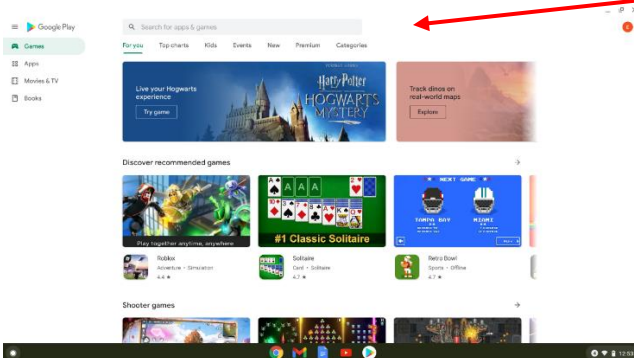 Google Play
Search for apps & games
Games
Apps
Movies & TV
Books
For you
Top charts
Kids
Events
New
Premium
Categories
Live your Hogwarts
experience
Try game
Harry Potter
HOGWARTS
MYSTERY
Track dinos on
real-world maps
Explore
Discover recommended games
Play together anytime, anywhere
#1 Classic Solitaire
NEXT GAME
TAMPA BAY
MIAMI
Roblox
Adventure • Simulation
4.4 ★
Solitaire
Card • Solitaire
4.7 ★
Retro Bowl
Sports • Offline
4.7 ★
Shooter games